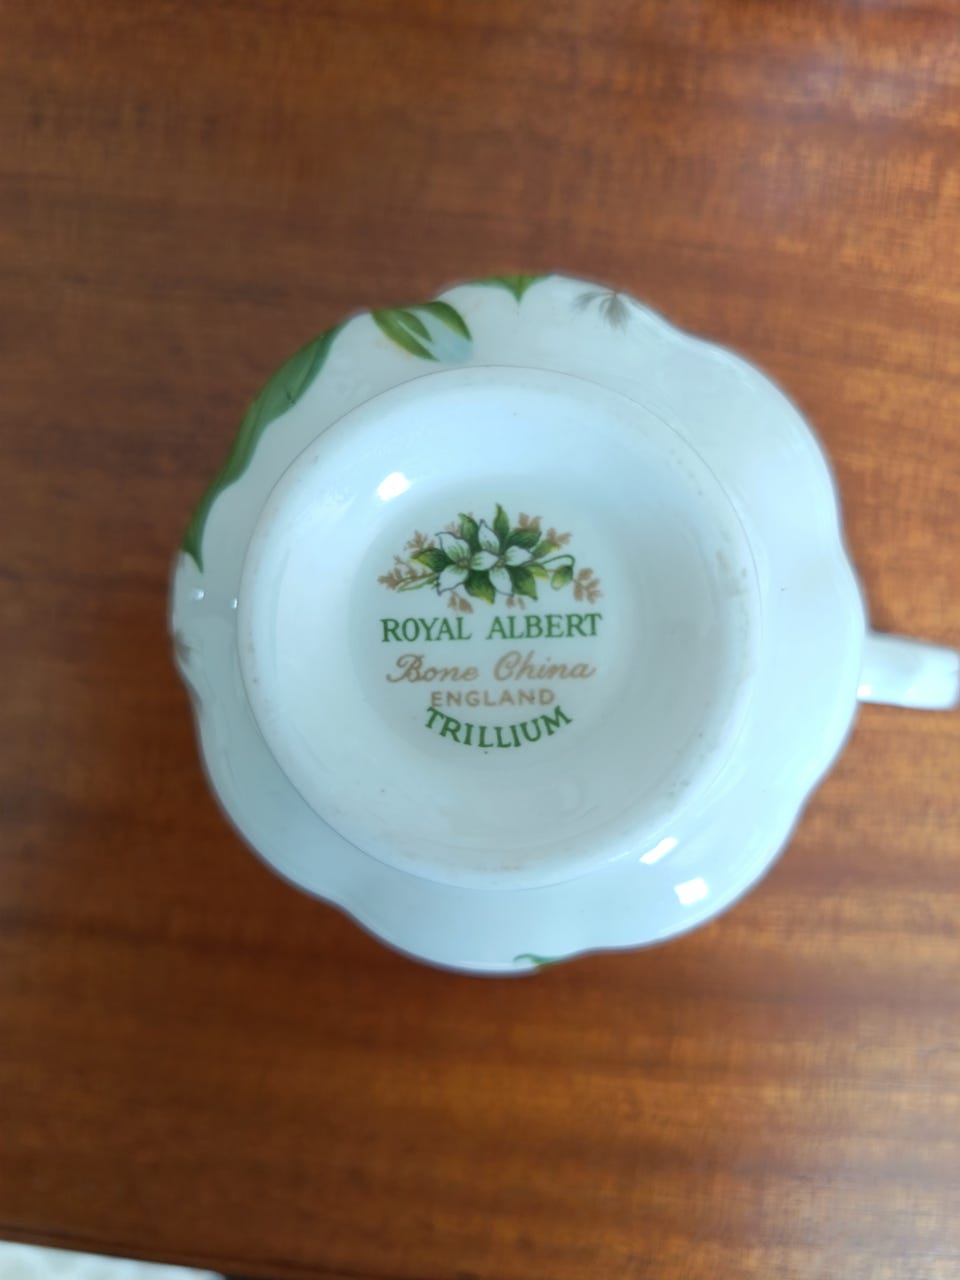 ROYAL ALBERT
Bone China
ENGLAND
TRILLIUM